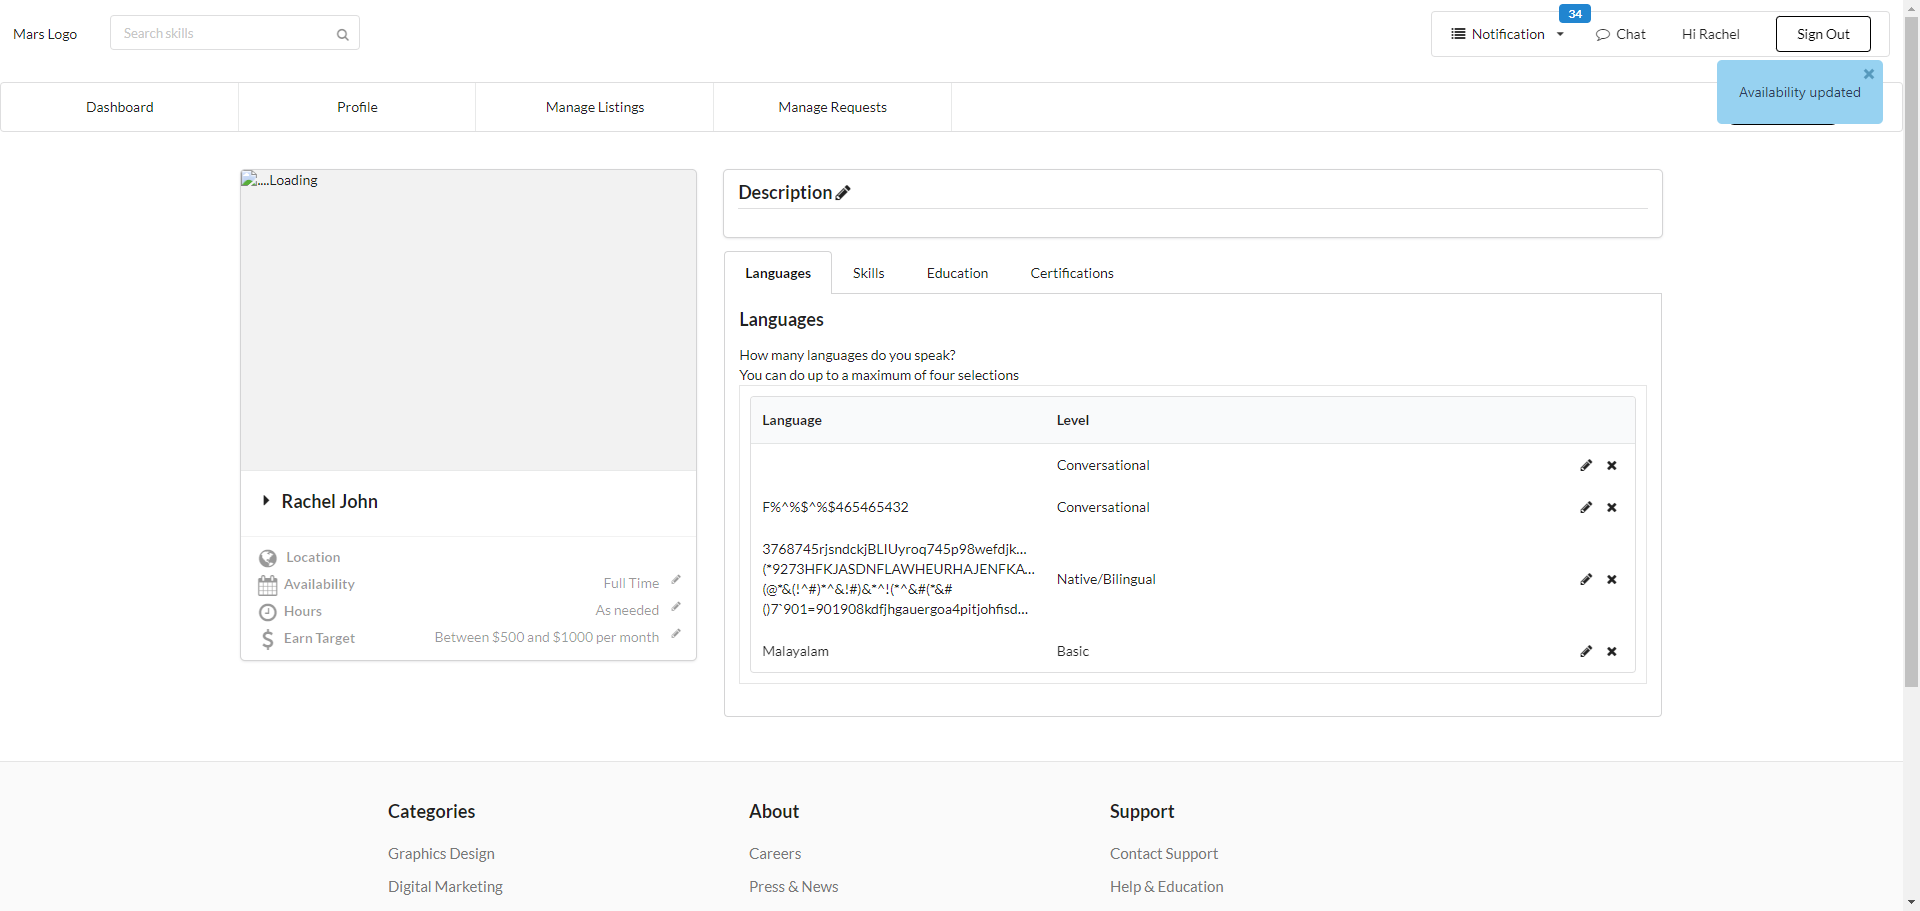 Mars Logo
Search skills
Notification
34
Chat
Hi Rachel
Sign Out
Availability updated
Dashboard
Profile
Manage Listings
Manage Requests
....Loading
Rachel John
Location
Availability
Full Time
Hours
As needed
Earn Target
Between $500 and $1000 per month
Description
Languages
Skills
Education
Certifications
Languages
How many languages do you speak?
You can do up to a maximum of four selections
Language
Level
Conversational
F%^%$^%$465465432
Conversational
3768745rjsndckjBLIUyroq745p98wefdjk...
(*9273HFKJASDNFLAWHEURHAJENFKA...
(@*&(!^#)*^&!#)&*^!(*^&#(*&#
()7`901=901908kdfjhgauergoa4pitjohfisd...
Native/Bilingual
Malayalam
Basic
Categories
About
Support
Graphics Design
Careers
Contact Support
Digital Marketing
Press & News
Help & Education